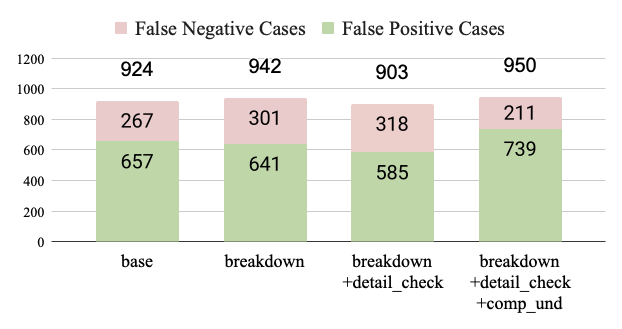 False Negative Cases False Positive Cases
1200
1000
800
600
400
200
0
924 942 903 950
267 301 318 211
657 641 585 739
base
breakdown
breakdown
+detail_check
breakdown
+detail_check
+comp_und